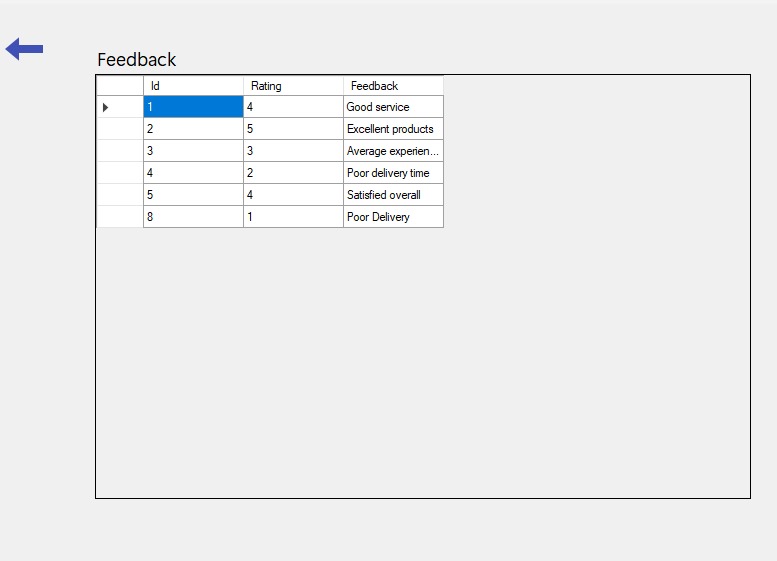 Feedback
Id Rating Feedback
1 4 Good service
2 5 Excellent products
3 3 Average experien...
4 2 Poor delivery time
5 4 Satisfied overall
8 1 Poor Delivery